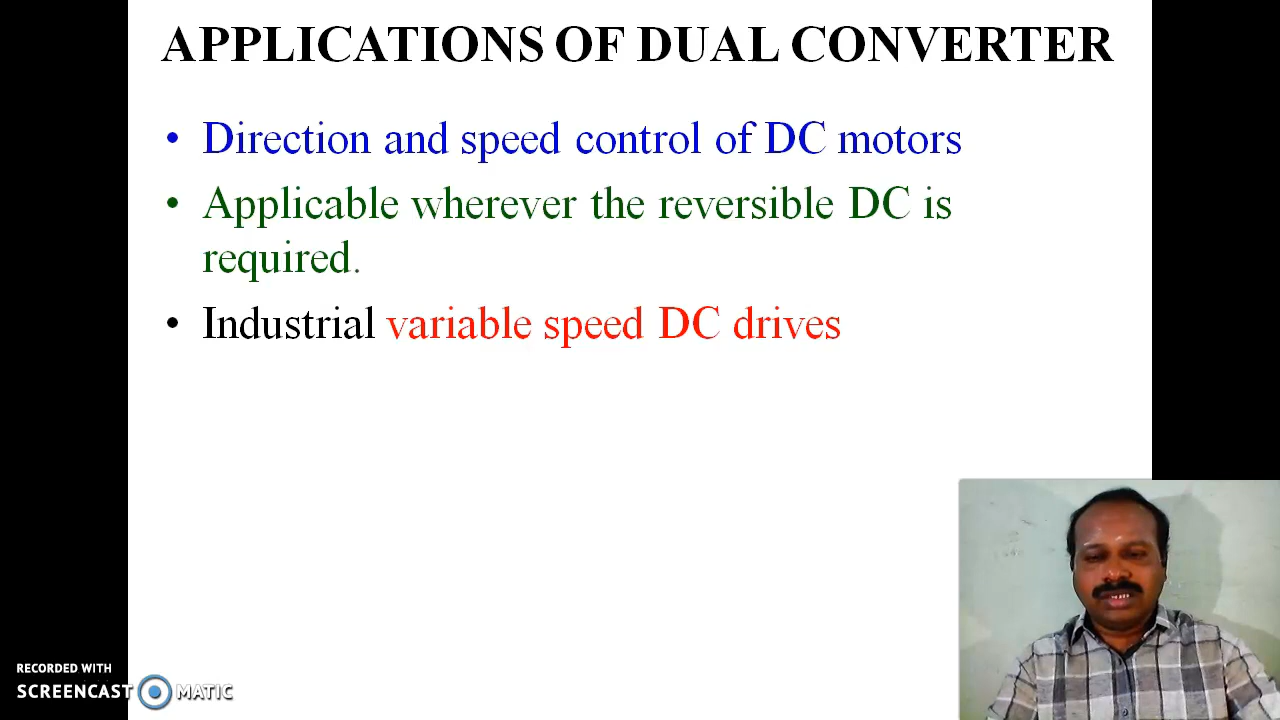 APPLICATIONS OF DUAL CONVERTER
• Direction and speed control of DC motors
• Applicable wherever the reversible DC is
required.
• Industrial variable speed DC drives
RECORDED WITH
SCREENCAST MATIC